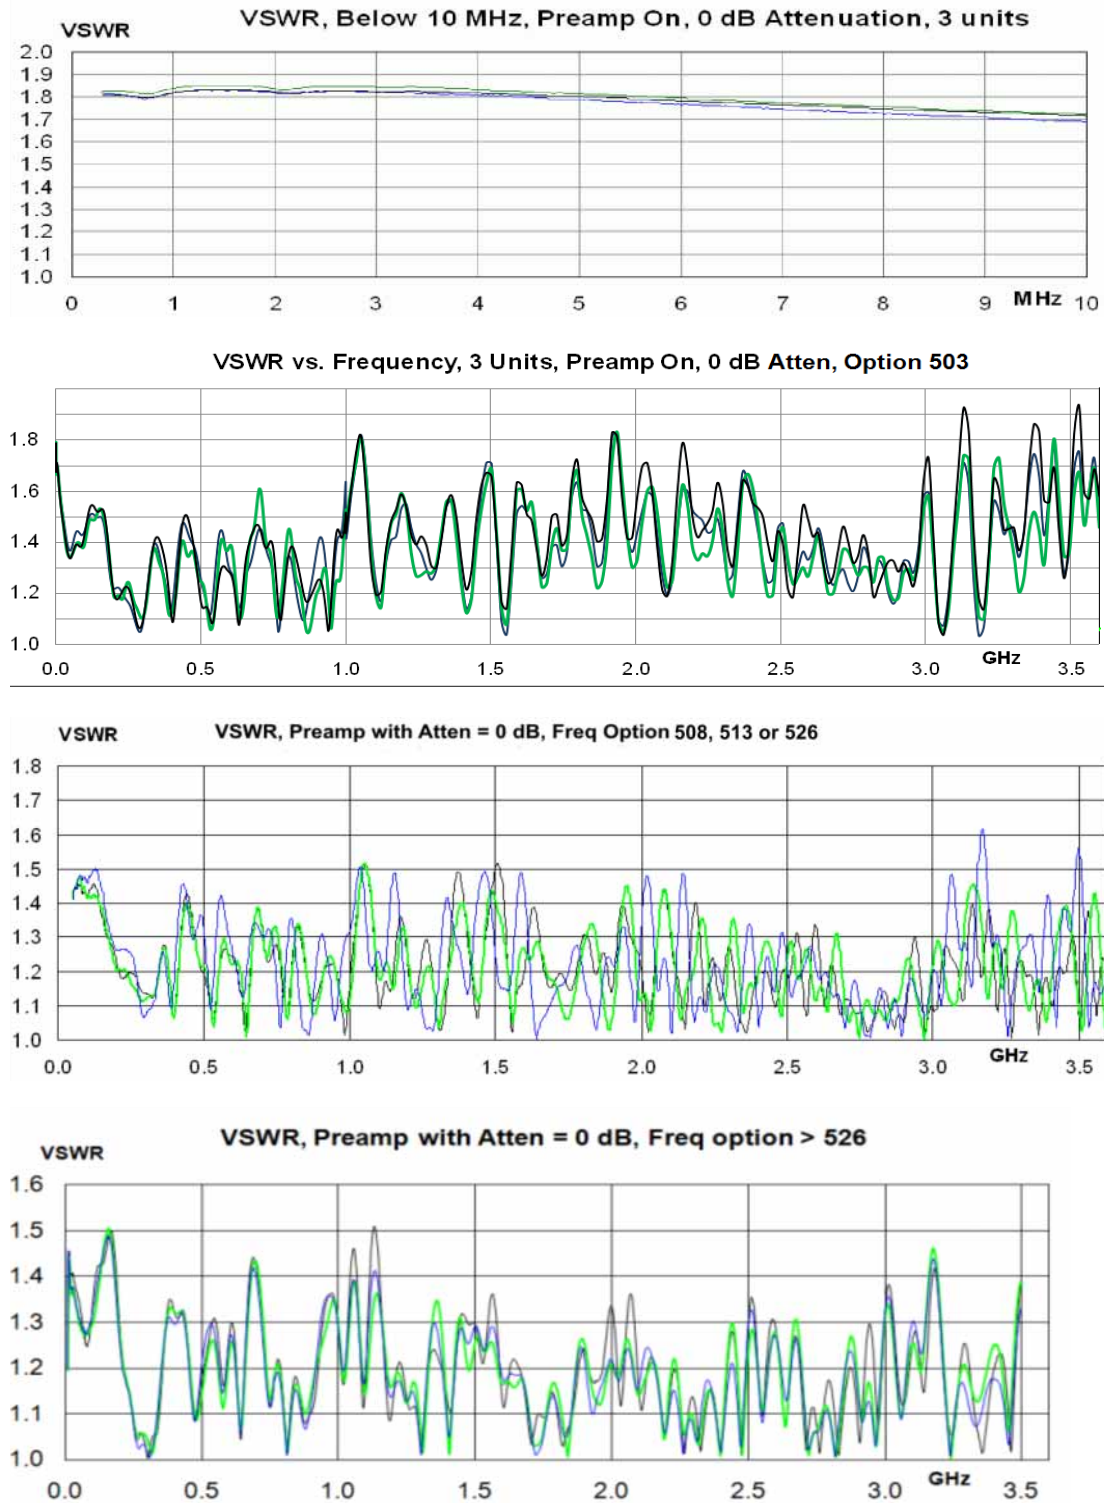 VSWR, Below 10 MHz, Preamp On, 0 dB Attenuation, 3 units
VSWR
2.0
1.9
1.8
1.7
1.6
1.5
1.4
1.3
1.2
1.1
1.0
0 1 2 3 4 5 6 7 8 9 MHz 10
VSWR vs. Frequency, 3 Units, Preamp On, 0 dB Atten, Option 503
1.8
1.6
1.4
1.2
1.0
GHz
0.0 0.5 1.0 1.5 2.0 2.5 3.0 3.5
VSWR
VSWR, Preamp with Atten = 0 dB, Freq Option 508, 513 or 526
1.8
1.7
1.6
1.5
1.4
1.3
1.2
1.1
1.0
GHz
0.0 0.5 1.0 1.5 2.0 2.5 3.0 3.5
VSWR, Preamp with Atten = 0 dB, Freq option > 526
VSWR
1.6
1.5
1.4
1.3
1.2
1.1
1.0
GHz
0.0 0.5 1.0 1.5 2.0 2.5 3.0 3.5